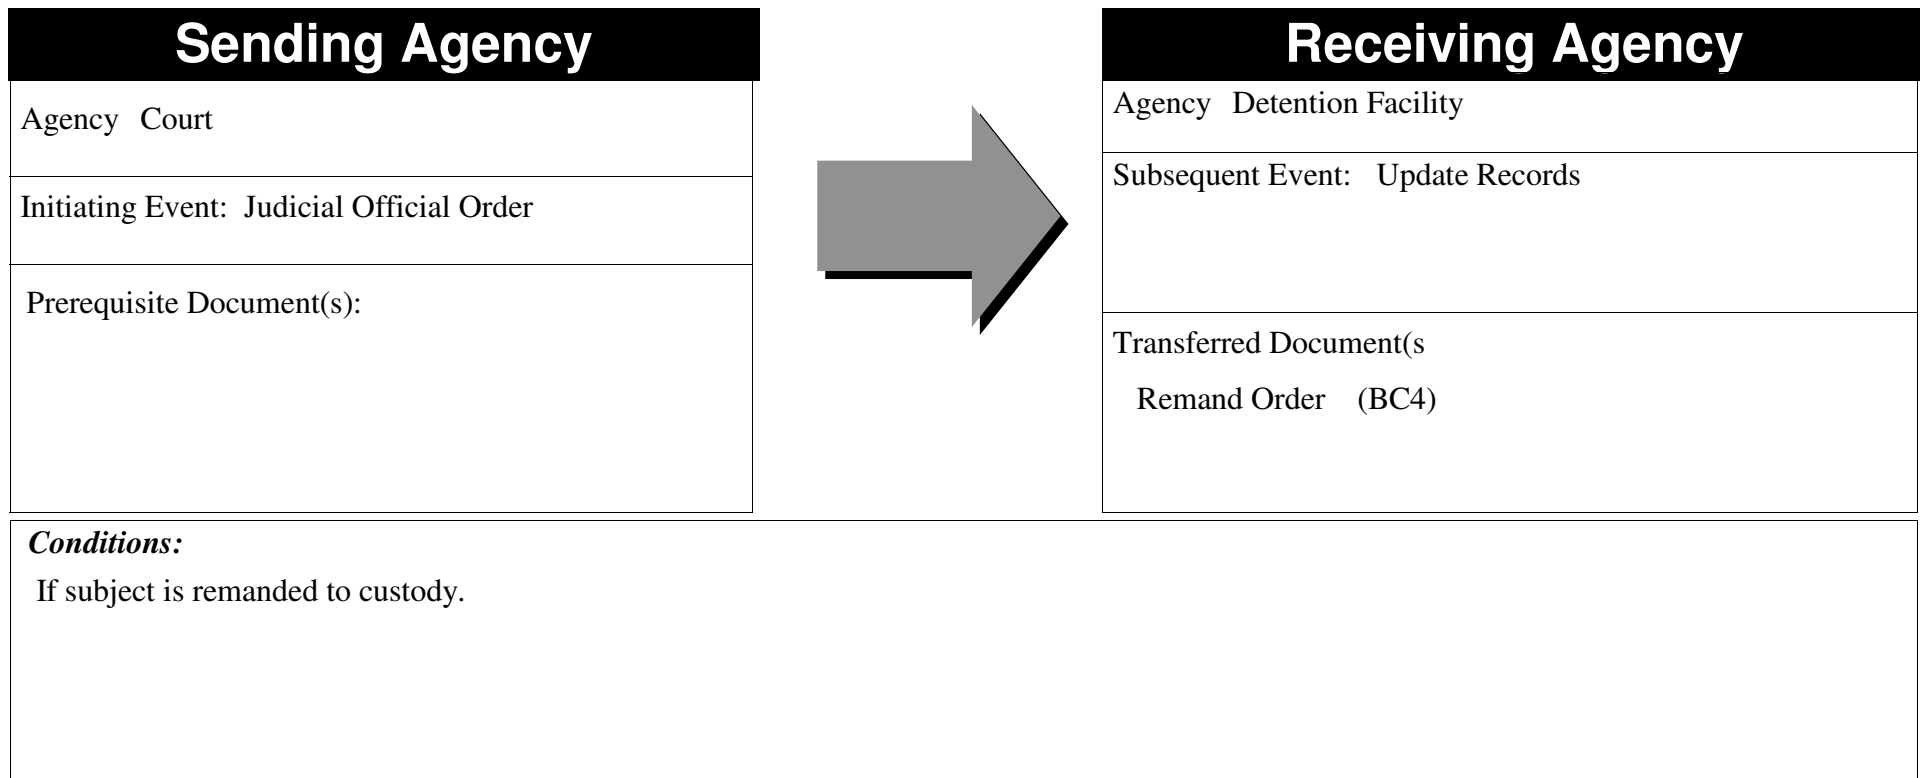 Sending Agency
Agency Court
Initiating Event: Judicial Official Order
Prerequisite Document(s):
Receiving Agency
Agency Detention Facility
Subsequent Event: Update Records
Transferred Document(s
Remand Order (BC4)
Conditions:
If subject is remanded to custody.